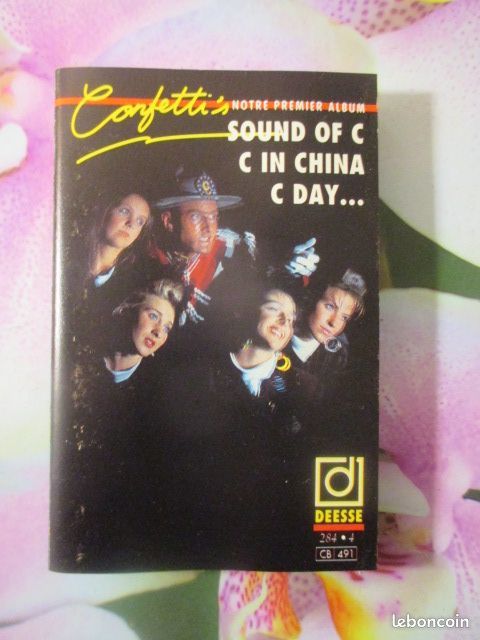 Confetti's NOTRE PREMIER ALBUM
SOUND OF C
C IN CHINA
C DAY...
d
DEESSE
284 • 4
CB 491
leboncoin